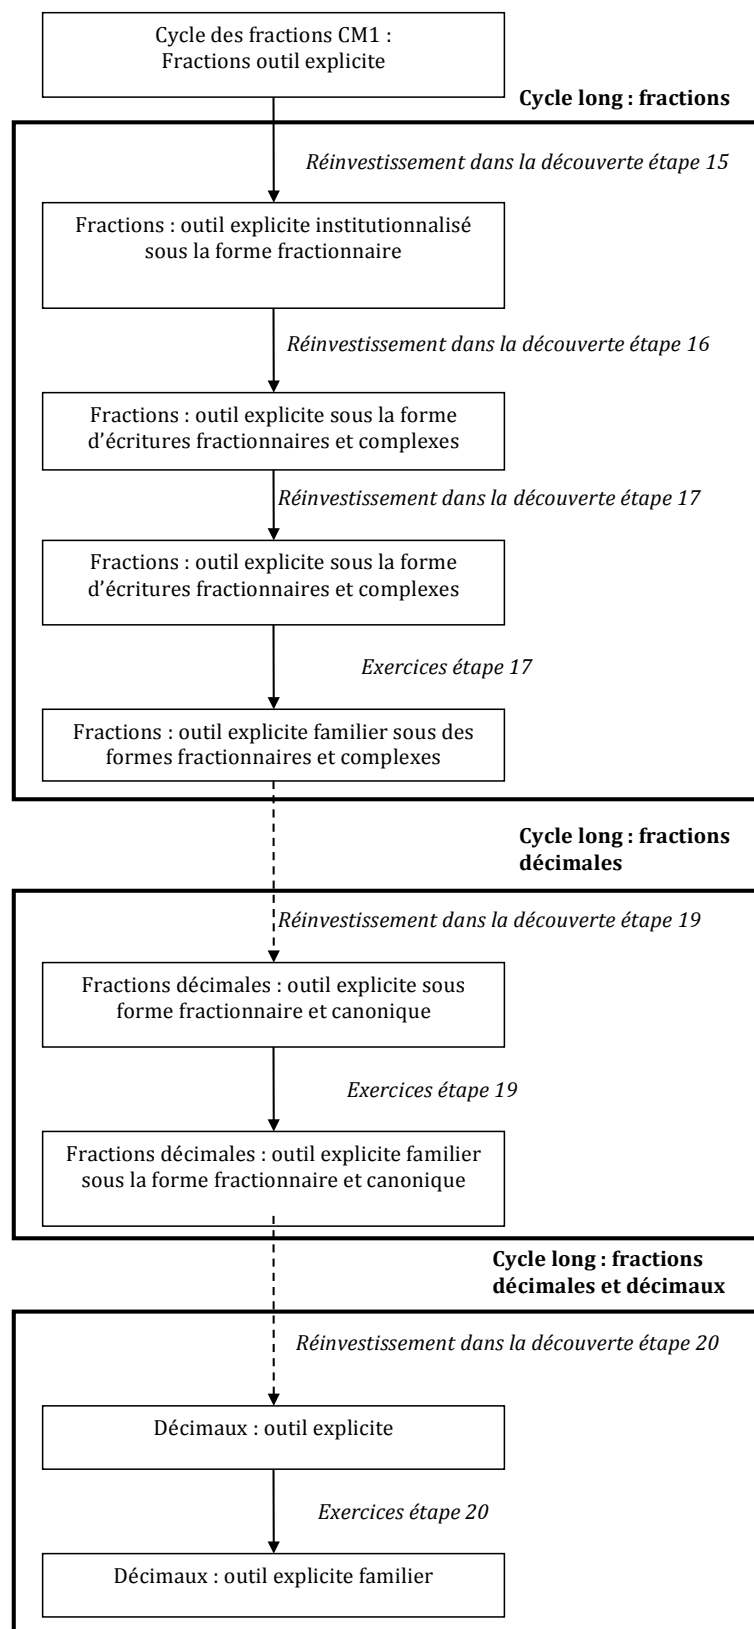 Cycle des fractions CM1 :
Fractions outil explicite
Cycle long : fractions
Réinvestissement dans la découverte étape 15
Fractions : outil explicite institutionnalisé
sous la forme fractionnaire
Réinvestissement dans la découverte étape 16
Fractions : outil explicite sous la forme
d’écritures fractionnaires et complexes
Réinvestissement dans la découverte étape 17
Fractions : outil explicite sous la forme
d’écritures fractionnaires et complexes
Exercices étape 17
Fractions : outil explicite familier sous des
formes fractionnaires et complexes
Cycle long : fractions
décimales
Réinvestissement dans la découverte étape 19
Fractions décimales : outil explicite sous
forme fractionnaire et canonique
Exercices étape 19
Fractions décimales : outil explicite familier
sous la forme fractionnaire et canonique
Cycle long : fractions
décimales et décimaux
Réinvestissement dans la découverte étape 20
Décimaux : outil explicite
Exercices étape 20
Décimaux : outil explicite familier